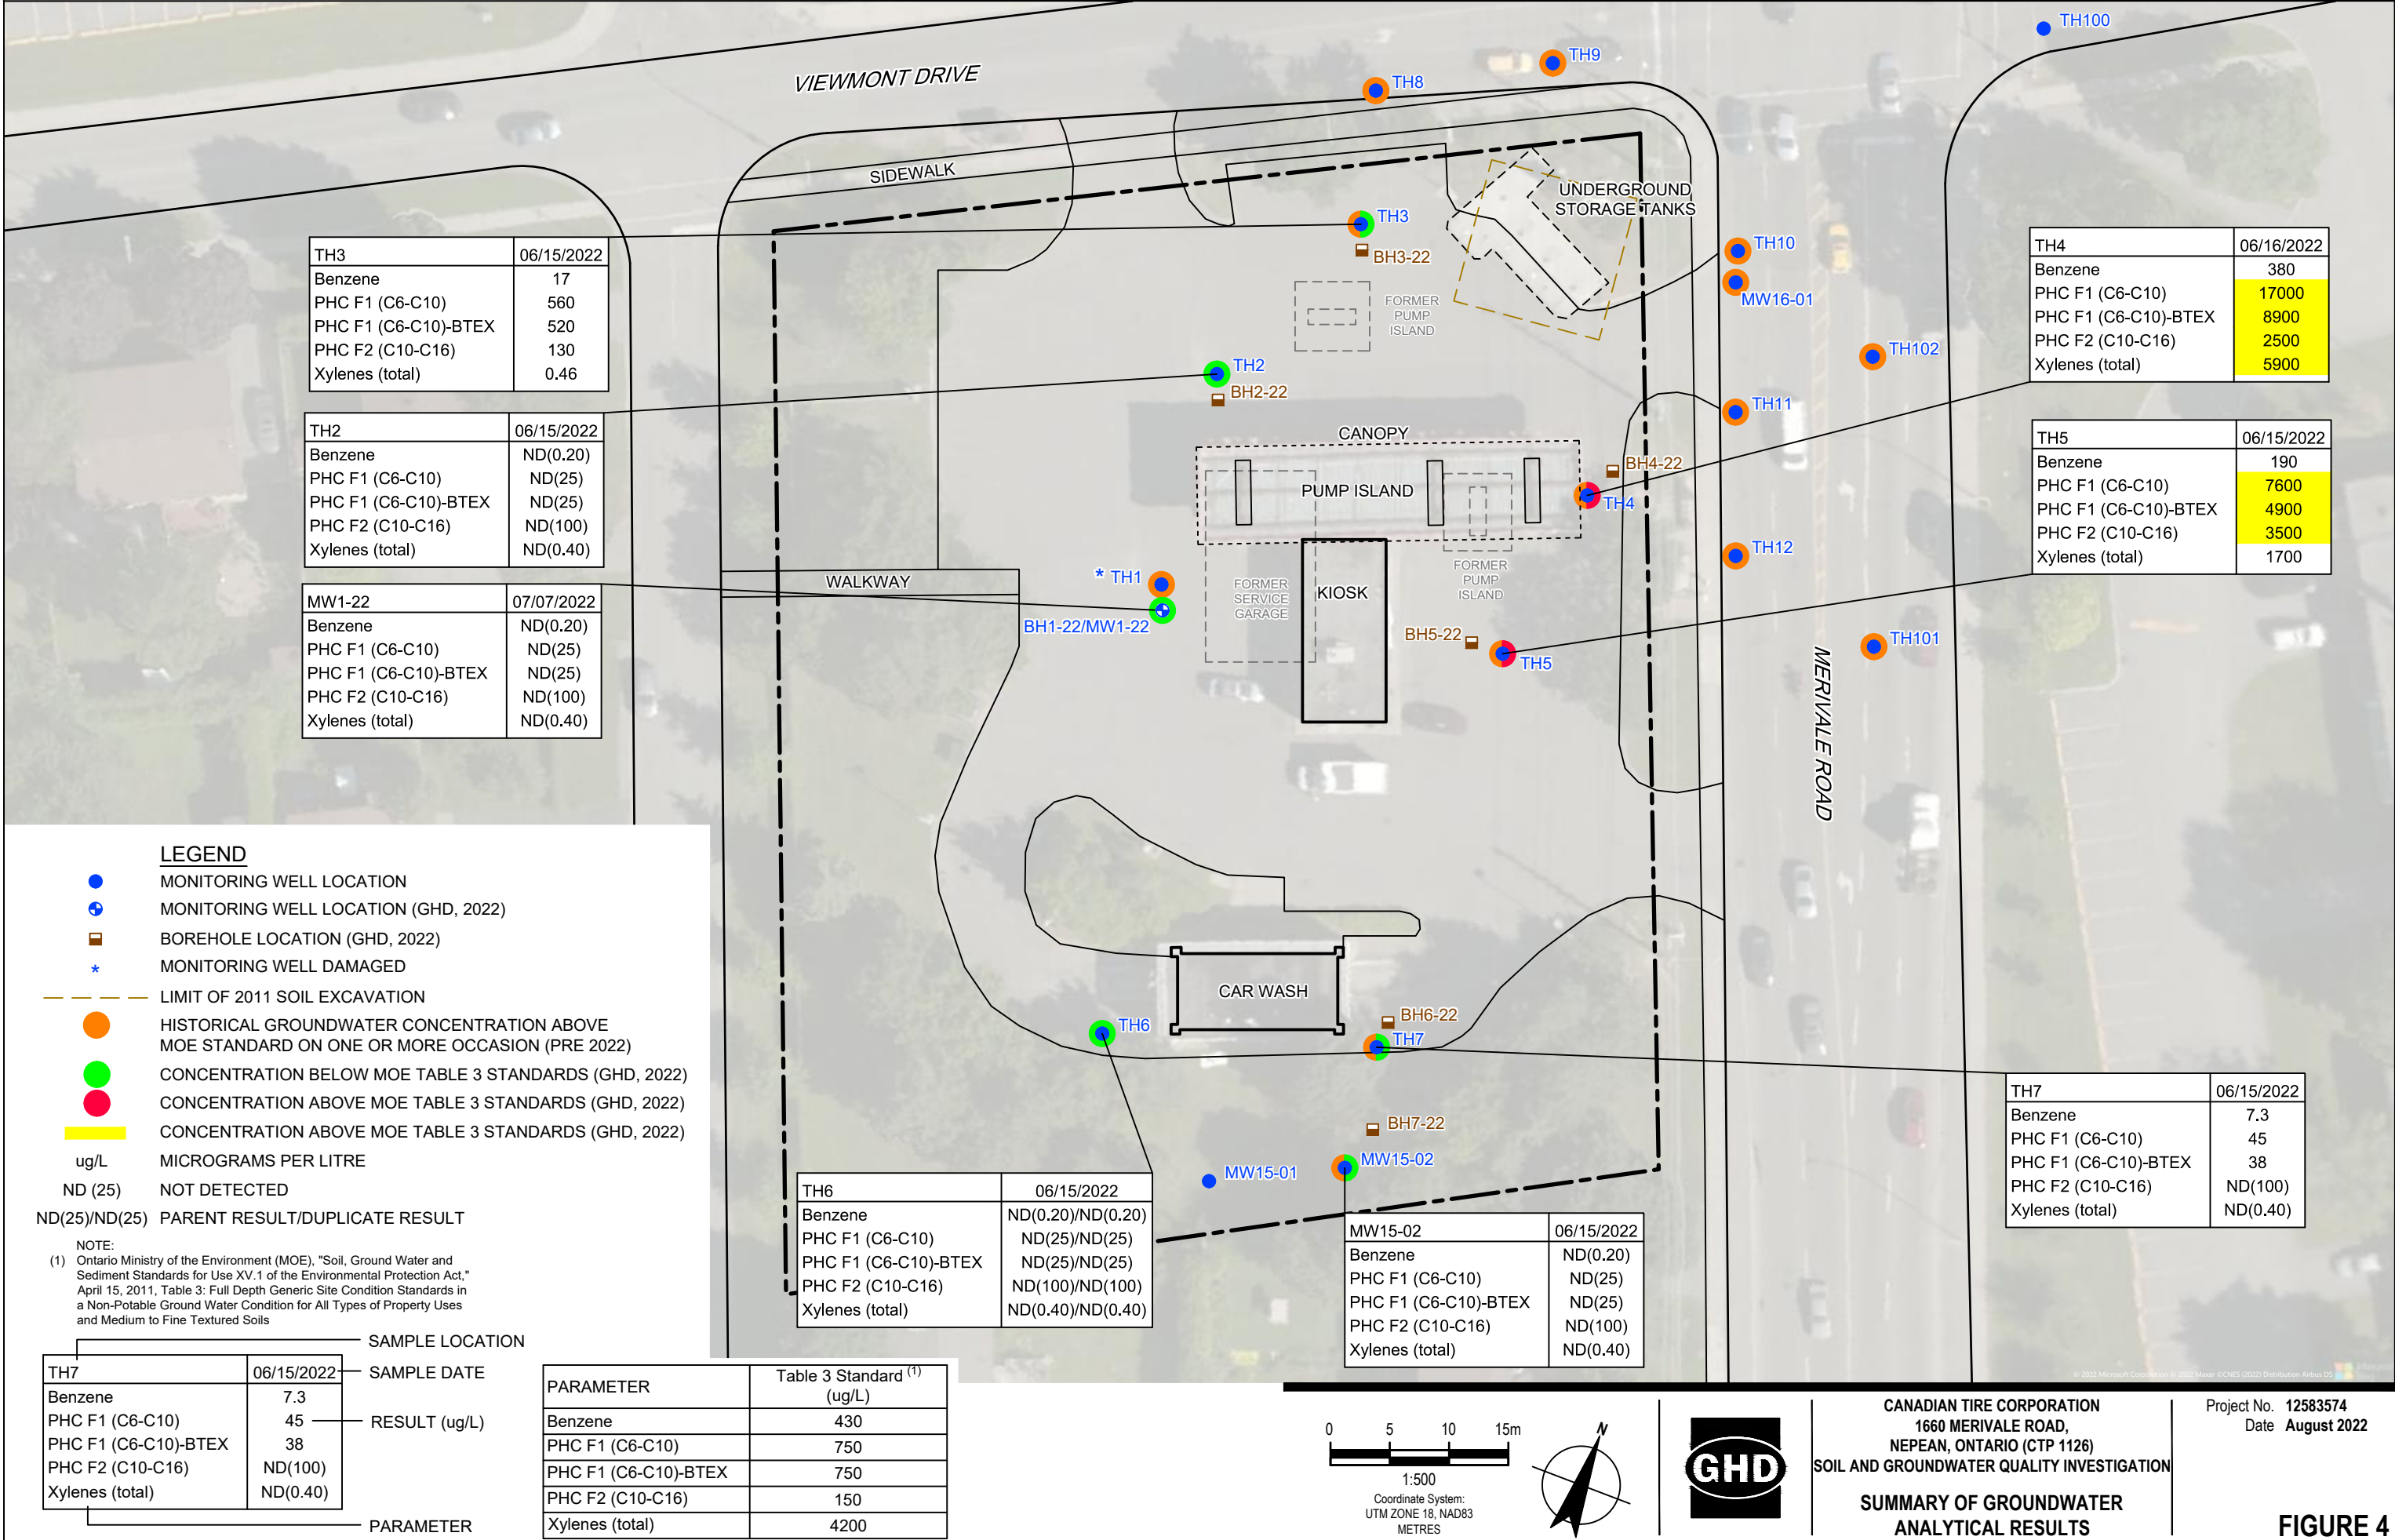 VIEWMONT DRIVE
TH100
TH9
TH8
SIDEWALK
UNDERGROUND
STORAGE TANKS
TH3
BH3-22
FORMER
PUMP
ISLAND
TH10
MW16-01
TH102
TH2
BH2-22
TH11
CANOPY
PUMP ISLAND
BH4-22
TH4
TH12
FORMER
PUMP
ISLAND
* TH1
WALKWAY
FORMER
SERVICE
GARAGE
KIOSK
BH1-22/MW1-22
BH5-22
TH5
TH101
MERIVALE ROAD
CAR WASH
TH6
BH6-22
TH7
BH7-22
MW15-01
MW15-02
TH3 06/15/2022
Benzene 17
PHC F1 (C6-C10) 560
PHC F1 (C6-C10)-BTEX 520
PHC F2 (C10-C16) 130
Xylenes (total) 0.46
TH2 06/15/2022
Benzene ND(0.20)
PHC F1 (C6-C10) ND(25)
PHC F1 (C6-C10)-BTEX ND(25)
PHC F2 (C10-C16) ND(100)
Xylenes (total) ND(0.40)
MW1-22 07/07/2022
Benzene ND(0.20)
PHC F1 (C6-C10) ND(25)
PHC F1 (C6-C10)-BTEX ND(25)
PHC F2 (C10-C16) ND(100)
Xylenes (total) ND(0.40)
TH4 06/16/2022
Benzene 380
PHC F1 (C6-C10) 17000
PHC F1 (C6-C10)-BTEX 8900
PHC F2 (C10-C16) 2500
Xylenes (total) 5900
TH5 06/15/2022
Benzene 190
PHC F1 (C6-C10) 7600
PHC F1 (C6-C10)-BTEX 4900
PHC F2 (C10-C16) 3500
Xylenes (total) 1700
TH7 06/15/2022
Benzene 7.3
PHC F1 (C6-C10) 45
PHC F1 (C6-C10)-BTEX 38
PHC F2 (C10-C16) ND(100)
Xylenes (total) ND(0.40)
TH6 06/15/2022
Benzene ND(0.20)/ND(0.20)
PHC F1 (C6-C10) ND(25)/ND(25)
PHC F1 (C6-C10)-BTEX ND(25)/ND(25)
PHC F2 (C10-C16) ND(100)/ND(100)
Xylenes (total) ND(0.40)/ND(0.40)
MW15-02 06/15/2022
Benzene ND(0.20)
PHC F1 (C6-C10) ND(25)
PHC F1 (C6-C10)-BTEX ND(25)
PHC F2 (C10-C16) ND(100)
Xylenes (total) ND(0.40)
LEGEND
MONITORING WELL LOCATION
MONITORING WELL LOCATION (GHD, 2022)
BOREHOLE LOCATION (GHD, 2022)
* MONITORING WELL DAMAGED
LIMIT OF 2011 SOIL EXCAVATION
HISTORICAL GROUNDWATER CONCENTRATION ABOVE
MOE STANDARD ON ONE OR MORE OCCASION (PRE 2022)
CONCENTRATION BELOW MOE TABLE 3 STANDARDS (GHD, 2022)
CONCENTRATION ABOVE MOE TABLE 3 STANDARDS (GHD, 2022)
CONCENTRATION ABOVE MOE TABLE 3 STANDARDS (GHD, 2022)
ug/L MICROGRAMS PER LITRE
ND (25) NOT DETECTED
ND(25)/ND(25) PARENT RESULT/DUPLICATE RESULT
NOTE:
(1) Ontario Ministry of the Environment (MOE), "Soil, Ground Water and
Sediment Standards for Use XV.1 of the Environmental Protection Act,"
April 15, 2011, Table 3: Full Depth Generic Site Condition Standards in
a Non-Potable Ground Water Condition for All Types of Property Uses
and Medium to Fine Textured Soils
SAMPLE LOCATION
TH7 06/15/2022 SAMPLE DATE
Benzene 7.3
PHC F1 (C6-C10) 45 RESULT (ug/L)
PHC F1 (C6-C10)-BTEX 38
PHC F2 (C10-C16) ND(100)
Xylenes (total) ND(0.40)
PARAMETER
PARAMETER Table 3 Standard (1)
(ug/L)
Benzene 430
PHC F1 (C6-C10) 750
PHC F1 (C6-C10)-BTEX 750
PHC F2 (C10-C16) 150
Xylenes (total) 4200
© 2022 Microsoft Corporation © 2022 Maxar ©CNES (2022) Distribution Airbus DS
0 5 10 15m
1:500
Coordinate System:
UTM ZONE 18, NAD83
METRES
N
GHD
CANADIAN TIRE CORPORATION
1660 MERIVALE ROAD,
NEPEAN, ONTARIO (CTP 1126)
SOIL AND GROUNDWATER QUALITY INVESTIGATION
SUMMARY OF GROUNDWATER
ANALYTICAL RESULTS
Project No. 12583574
Date August 2022
FIGURE 4